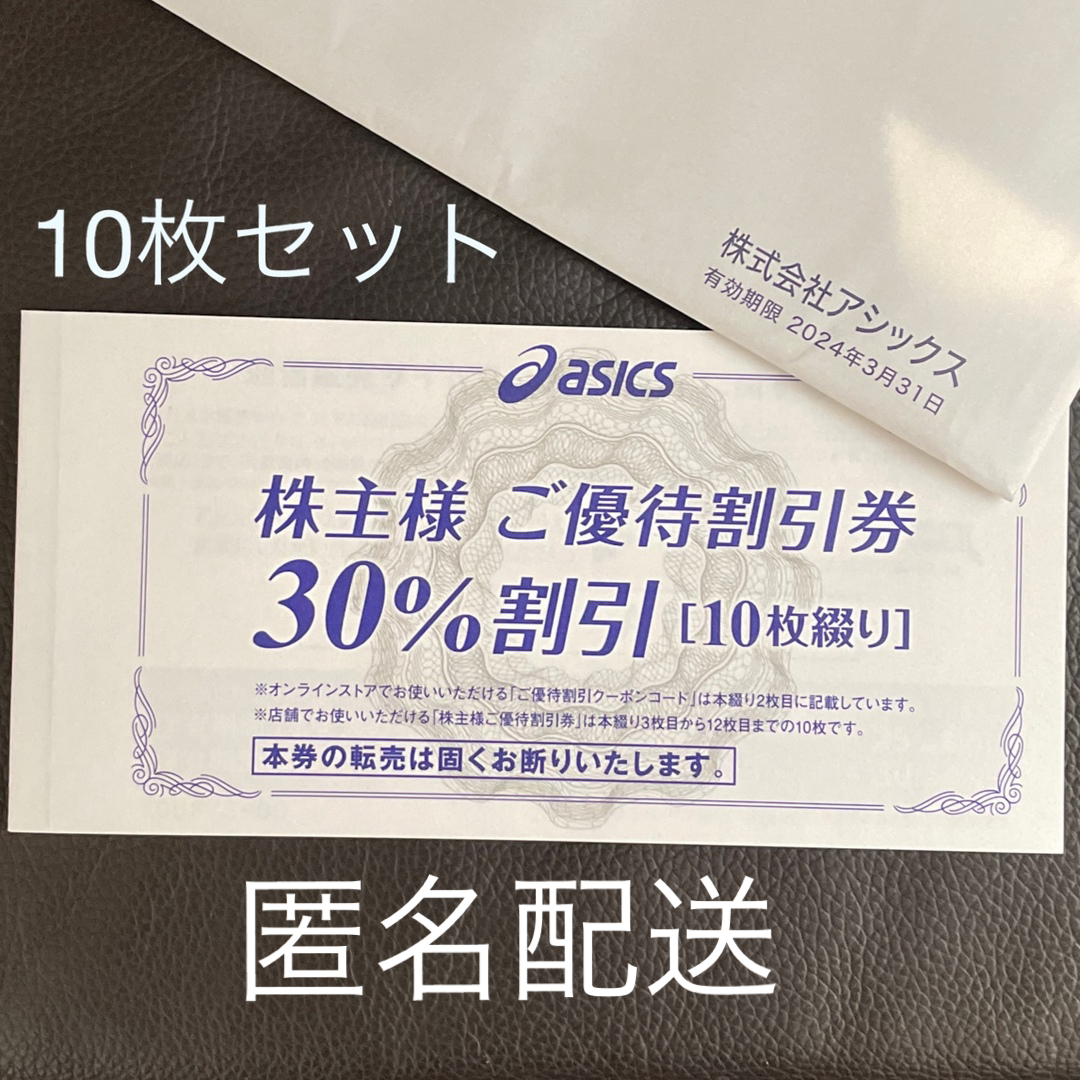 10枚セット
株式会社アシックス
有効期限 2024年3月31日
asics
株主様 ご優待割引券
30%割引 [10枚綴り]
※オンラインストアでお使いいただける「ご優待割引クーポンコード」は本綴り2枚目に記載しています。
※店舗でお使いいただける「株主様ご優待割引券」は本綴り3枚目から12枚目までの10枚です。
本券の転売は固くお断りいたします。
匿名配送